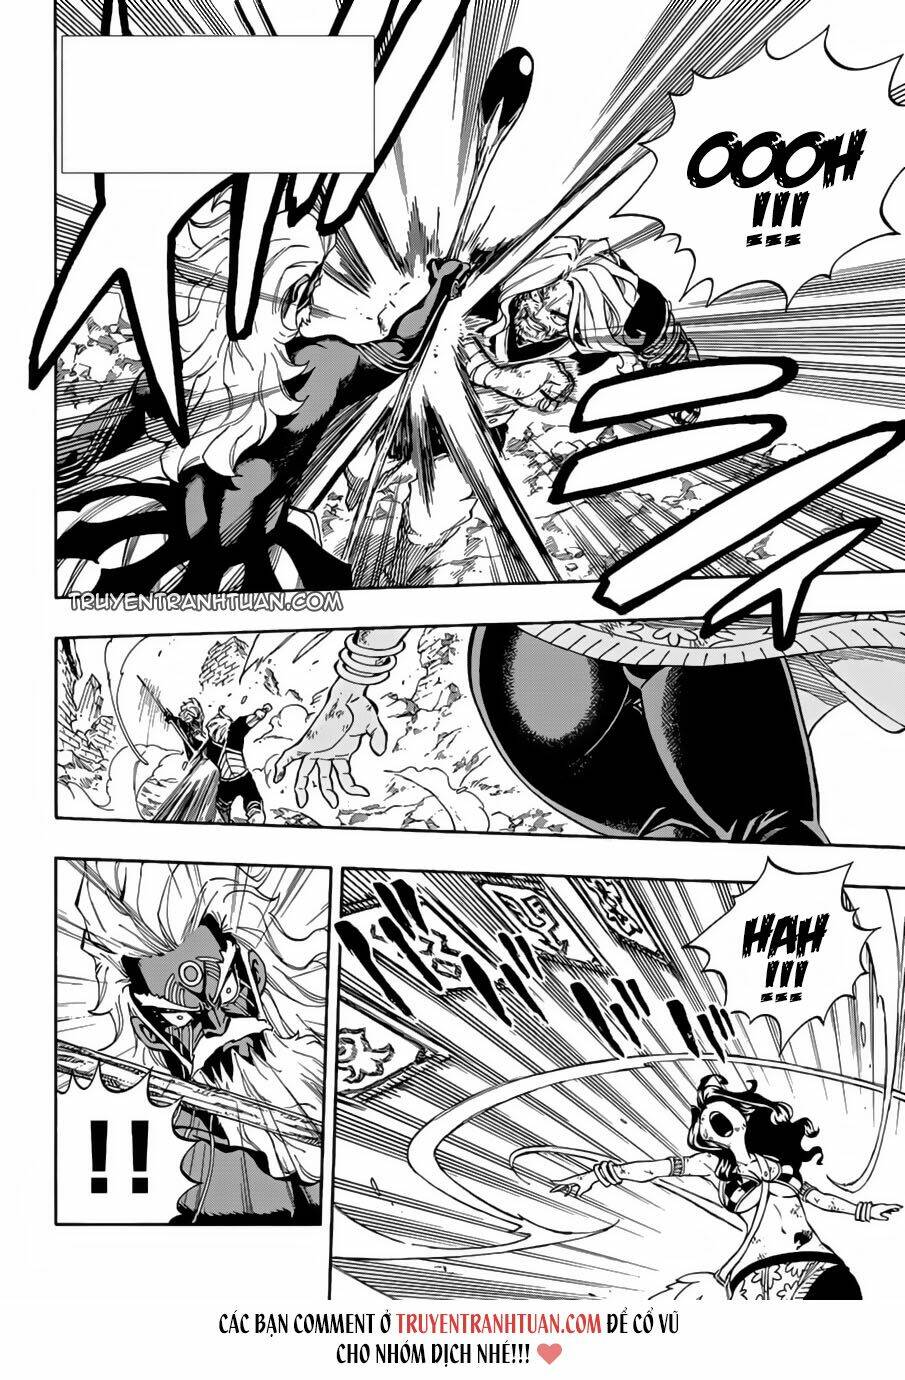 OOOH
!!!
TRUYENTRANHTUAN.COM
HAH
!!!
!!
CÁC BẠN COMMENT Ở TRUYENTRANHTUAN.COM ĐỂ CỔ VŨ
CHO NHÓM DỊCH NHÉ!!! ❤